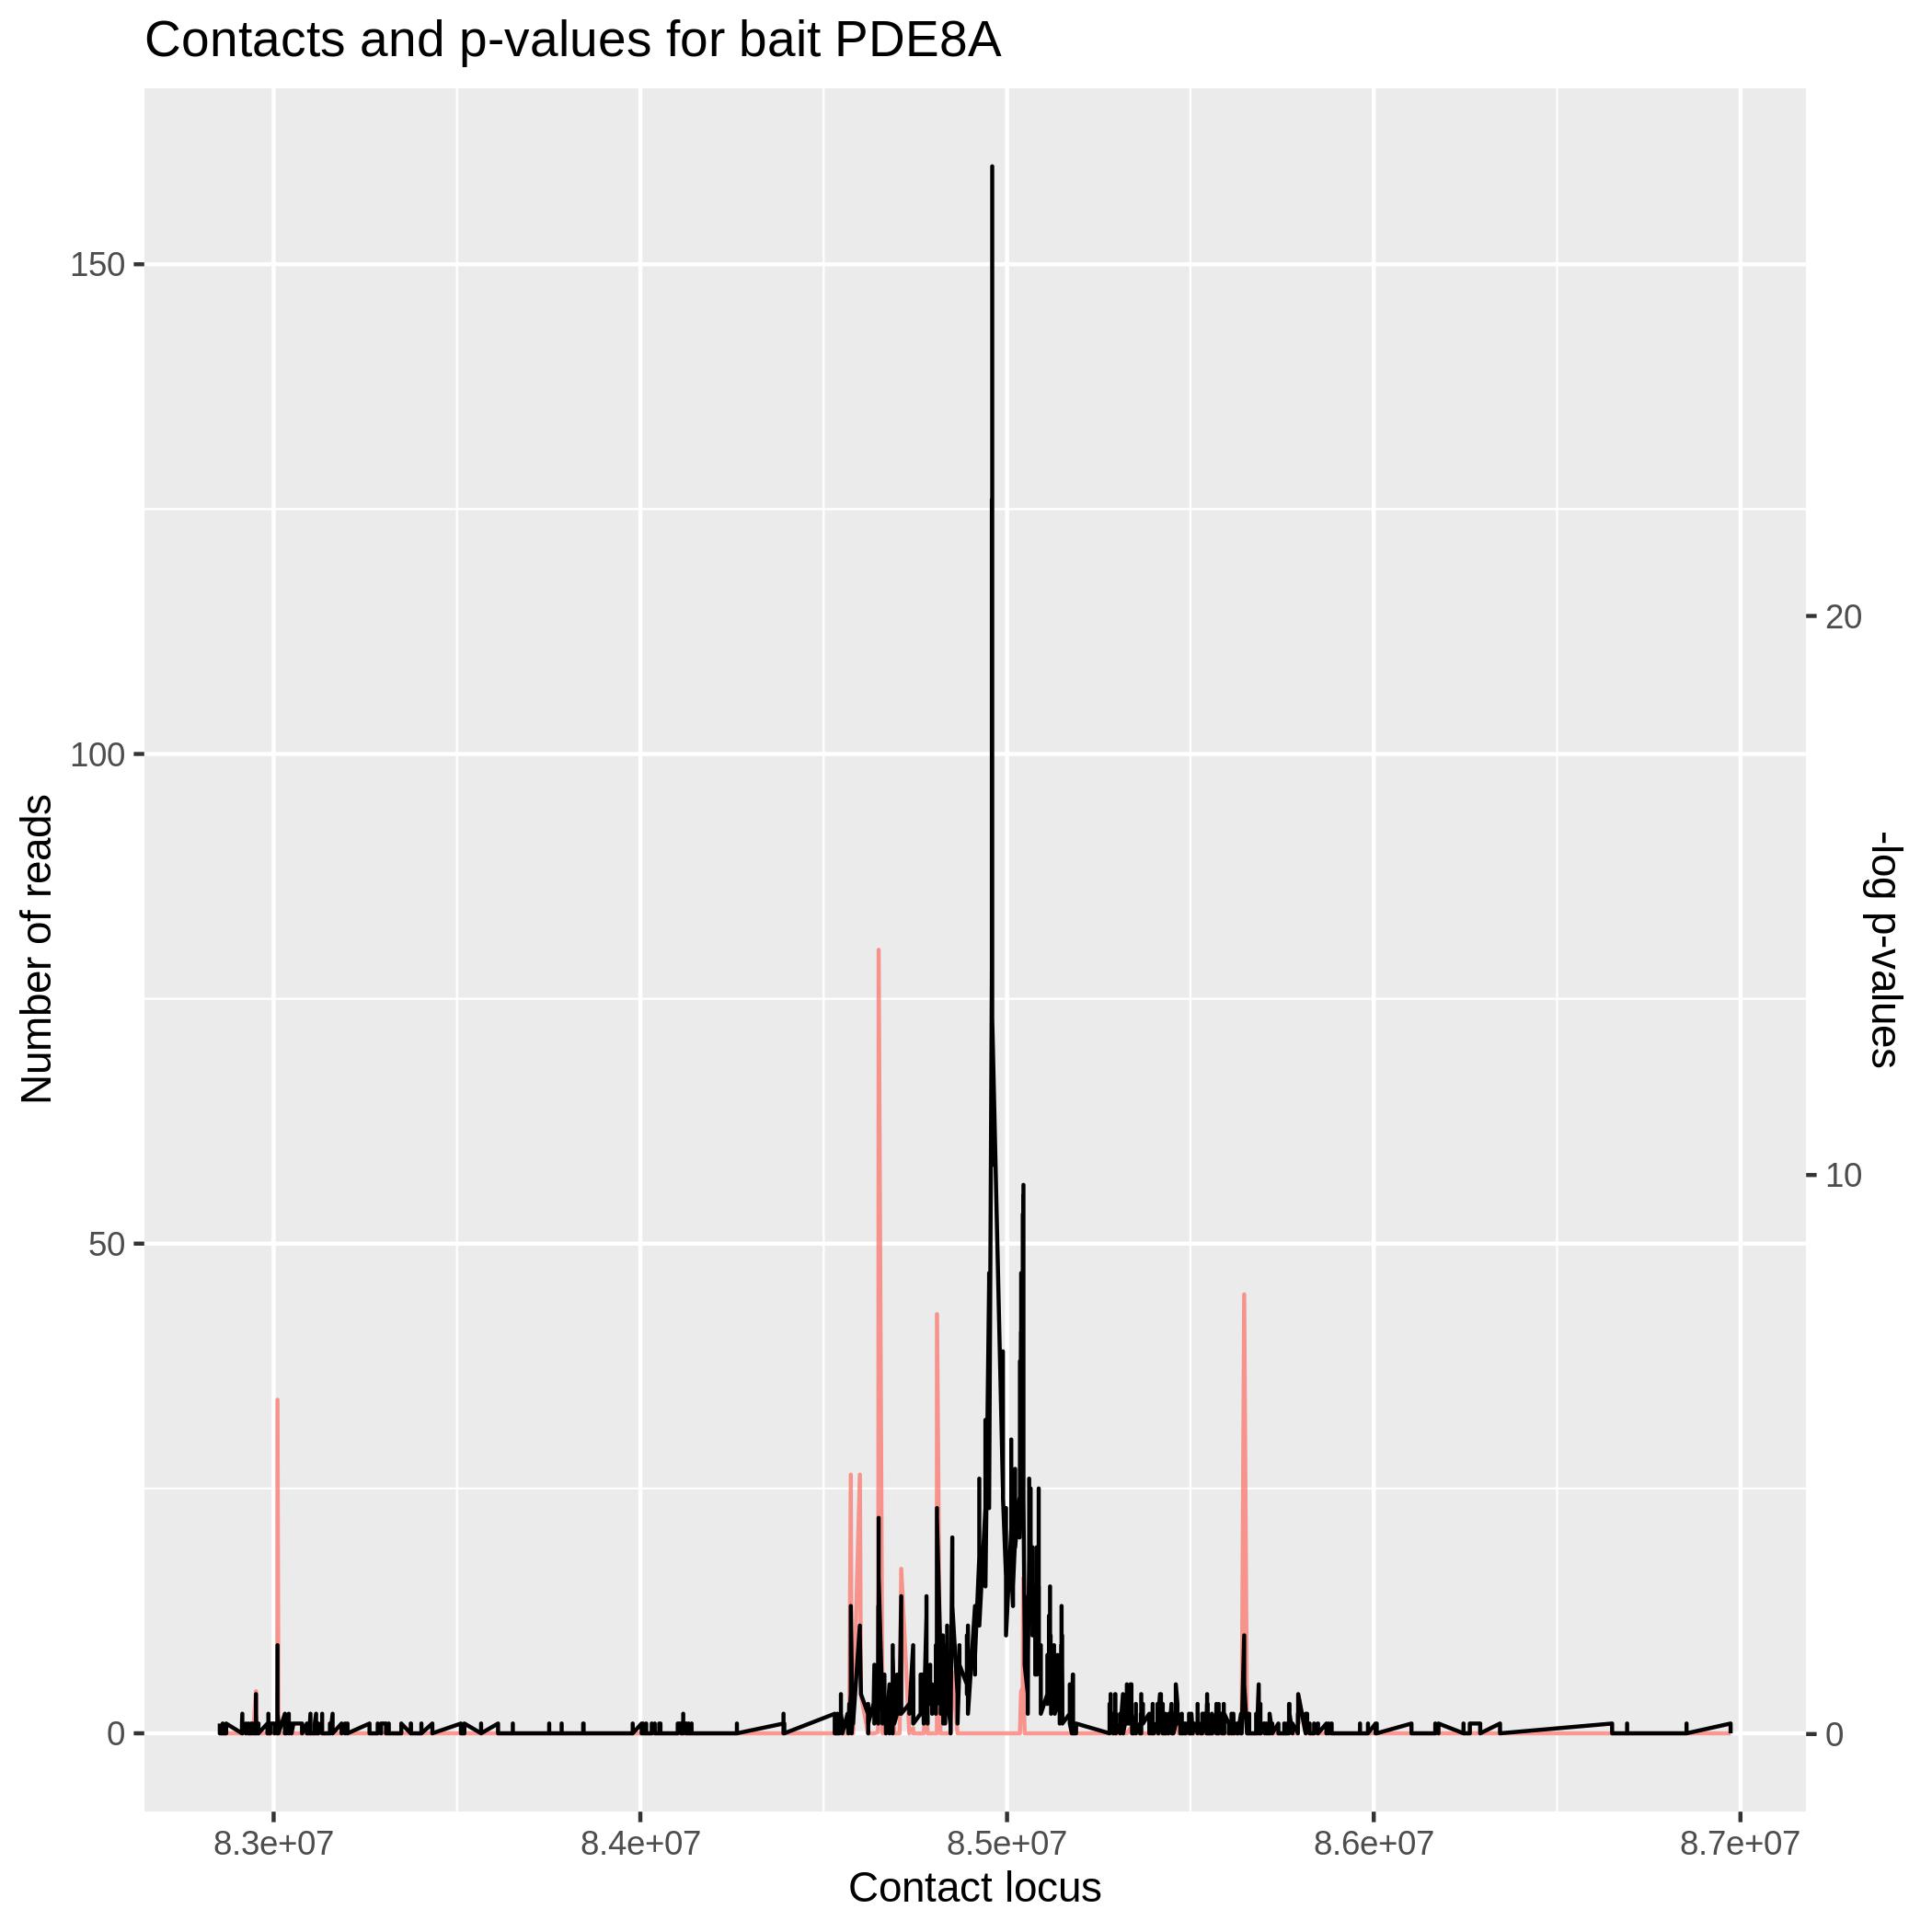 Contacts and p-values for bait PDE8A
150
100
50
0
Number of reads
20
10
0
-log p-values
8.3e+07
8.4e+07
8.5e+07
8.6e+07
8.7e+07
Contact locus